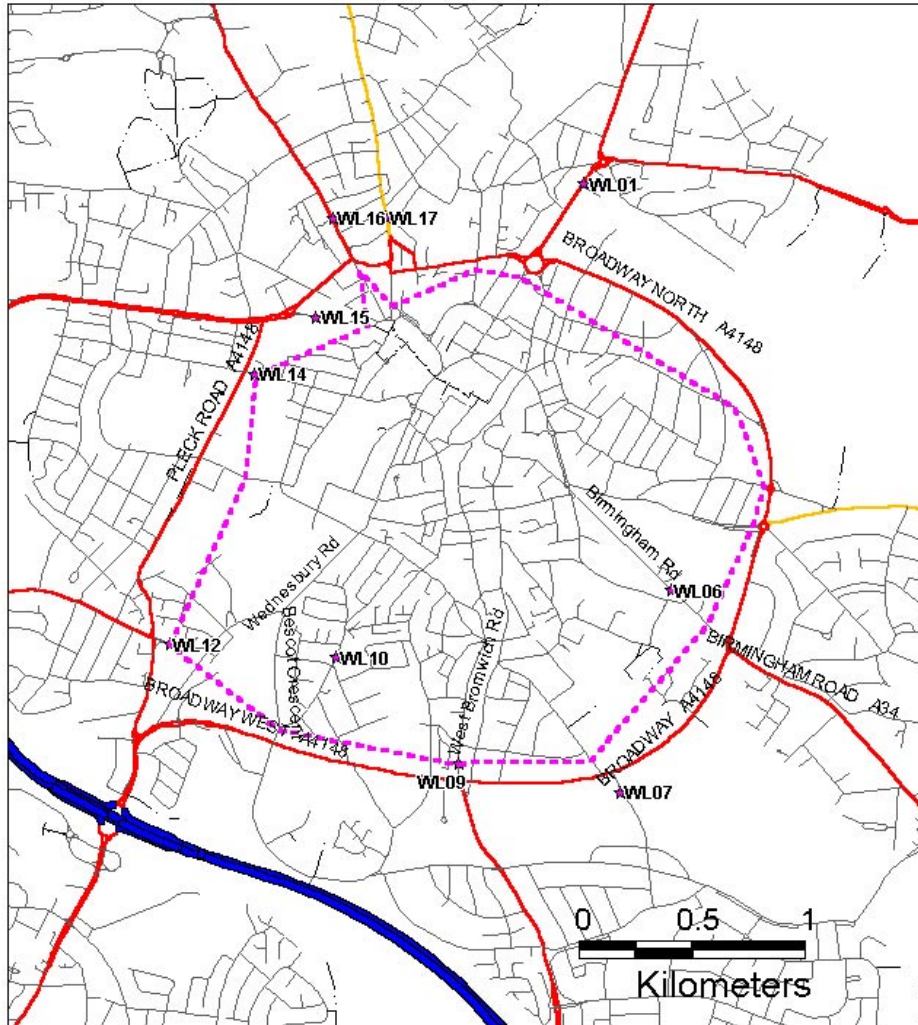 WL01
WL16
WL17
BROADWAY NORTH A4148
WL15
PLECK ROAD A4148
WL14
Birmingham Rd
Wednesbury Rd
WL06
Bescot Crescent
West Bromwich Rd
WL12
WL10
BIRMINGHAM ROAD A34
BROADWAY WEST A4148
BROADWAY A4148
WL09
WL07
0 0.5 1
Kilometers